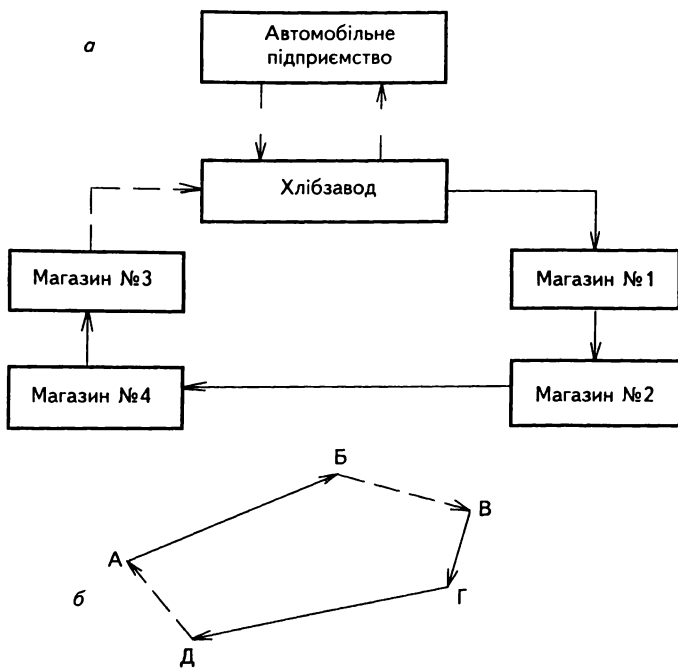 а
Автомобільне
підприємство
Хлібзавод
Магазин №3
Магазин №1
Магазин №4
Магазин №2
Б
В
А
б
Г
Д